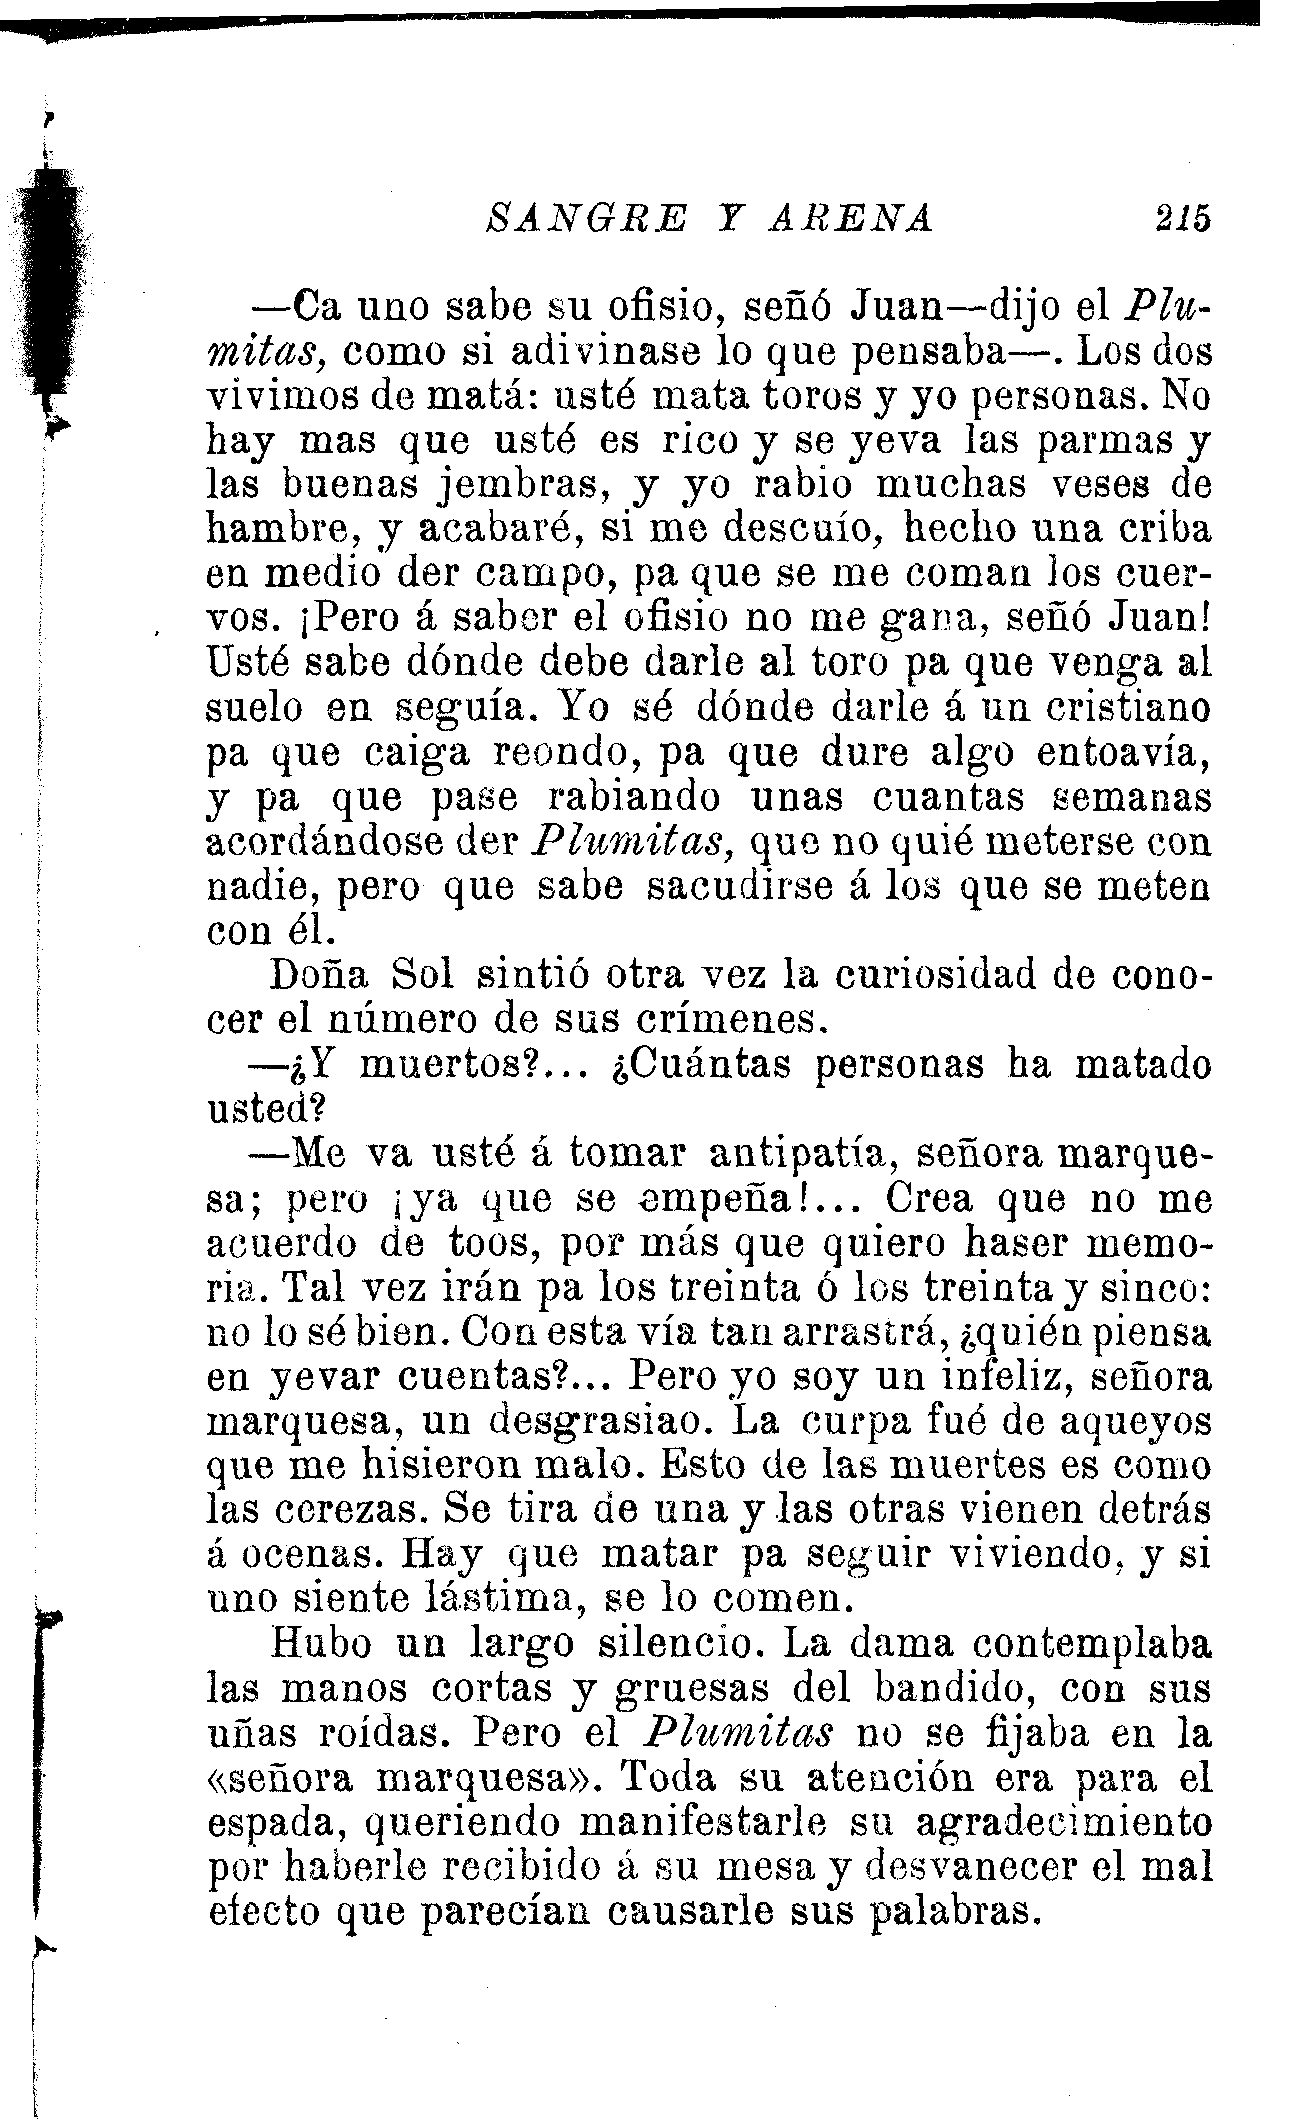 SANGRE Y ARENA 215
—Ca uno sabe su ofisio, señó Juan—dijo el Plu-
mitas, como si adivinase lo que pensaba—. Los dos
vivimos de matá: usté mata toros y yo personas. No
hay mas que usté es rico y se yeva las parmas y
las buenas jembras, y yo rabio muchas veses de
hambre, y acabaré, si me descuío, hecho una criba
en medio der campo, pa que se me coman los cuer-
vos. ¡Pero á saber el ofisio no me gana, señó Juan!
Usté sabe dónde debe darle al toro pa que venga al
suelo en seguía. Yo sé dónde darle á un cristiano
pa que caiga reondo, pa que dure algo entoavía,
y pa que pase rabiando unas cuantas semanas
acordándose der Plumitas, que no quié meterse con
nadie, pero que sabe sacudirse á los que se meten
con él.
Doña Sol sintió otra vez la curiosidad de cono-
cer el número de sus crímenes.
—¿Y muertos?... ¿Cuántas personas ha matado
usted?
—Me va usté á tomar antipatía, señora marque-
sa; pero ¡ya que se empeña!... Crea que no me
acuerdo de toos, por más que quiero haser memo-
ria. Tal vez irán pa los treinta ó los treinta y sinco:
no lo sé bien. Con esta vía tan arrastrá, ¿quién piensa
en yevar cuentas?... Pero yo soy un infeliz, señora
marquesa, un desgrasiao. La curpa fué de aqueyos
que me hisieron malo. Esto de las muertes es como
las cerezas. Se tira de una y las otras vienen detrás
á ocenas. Hay que matar pa seguir viviendo, y si
uno siente lástima, se lo comen.
Hubo un largo silencio. La dama contemplaba
las manos cortas y gruesas del bandido, con sus
uñas roídas. Pero el Plumitas no se fijaba en la
«señora marquesa». Toda su atención era para el
espada, queriendo manifestarle su agradecimiento
por haberle recibido á su mesa y desvanecer el mal
efecto que parecían causarle sus palabras.